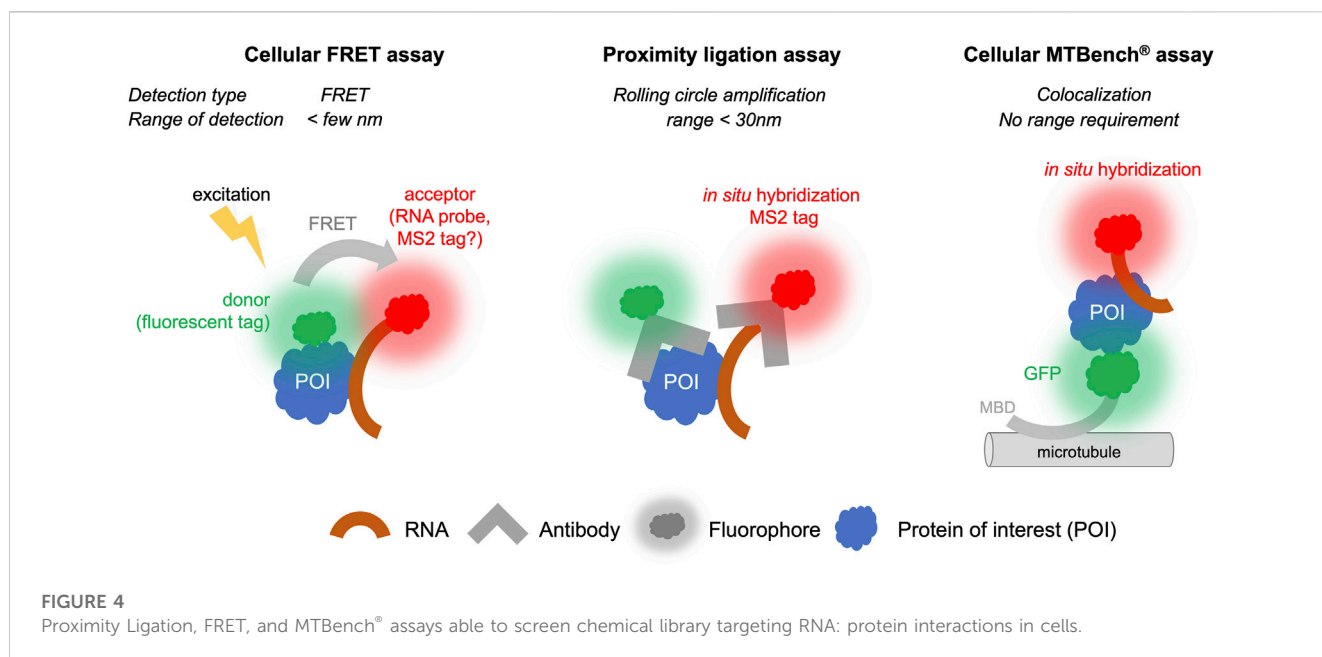 Cellular FRET assay
Detection type FRET
Range of detection < few nm
excitation
FRET
acceptor
(RNA probe,
MS2 tag?)
donor
(fluorescent tag)
POI
Proximity ligation assay
Rolling circle amplification
range < 30nm
in situ hybridization
MS2 tag
POI
Cellular MTBench® assay
Colocalization
No range requirement
in situ hybridization
POI
GFP
MBD
microtubule
RNA Antibody Fluorophore Protein of interest (POI)
FIGURE 4
Proximity Ligation, FRET, and MTBench® assays able to screen chemical library targeting RNA: protein interactions in cells.